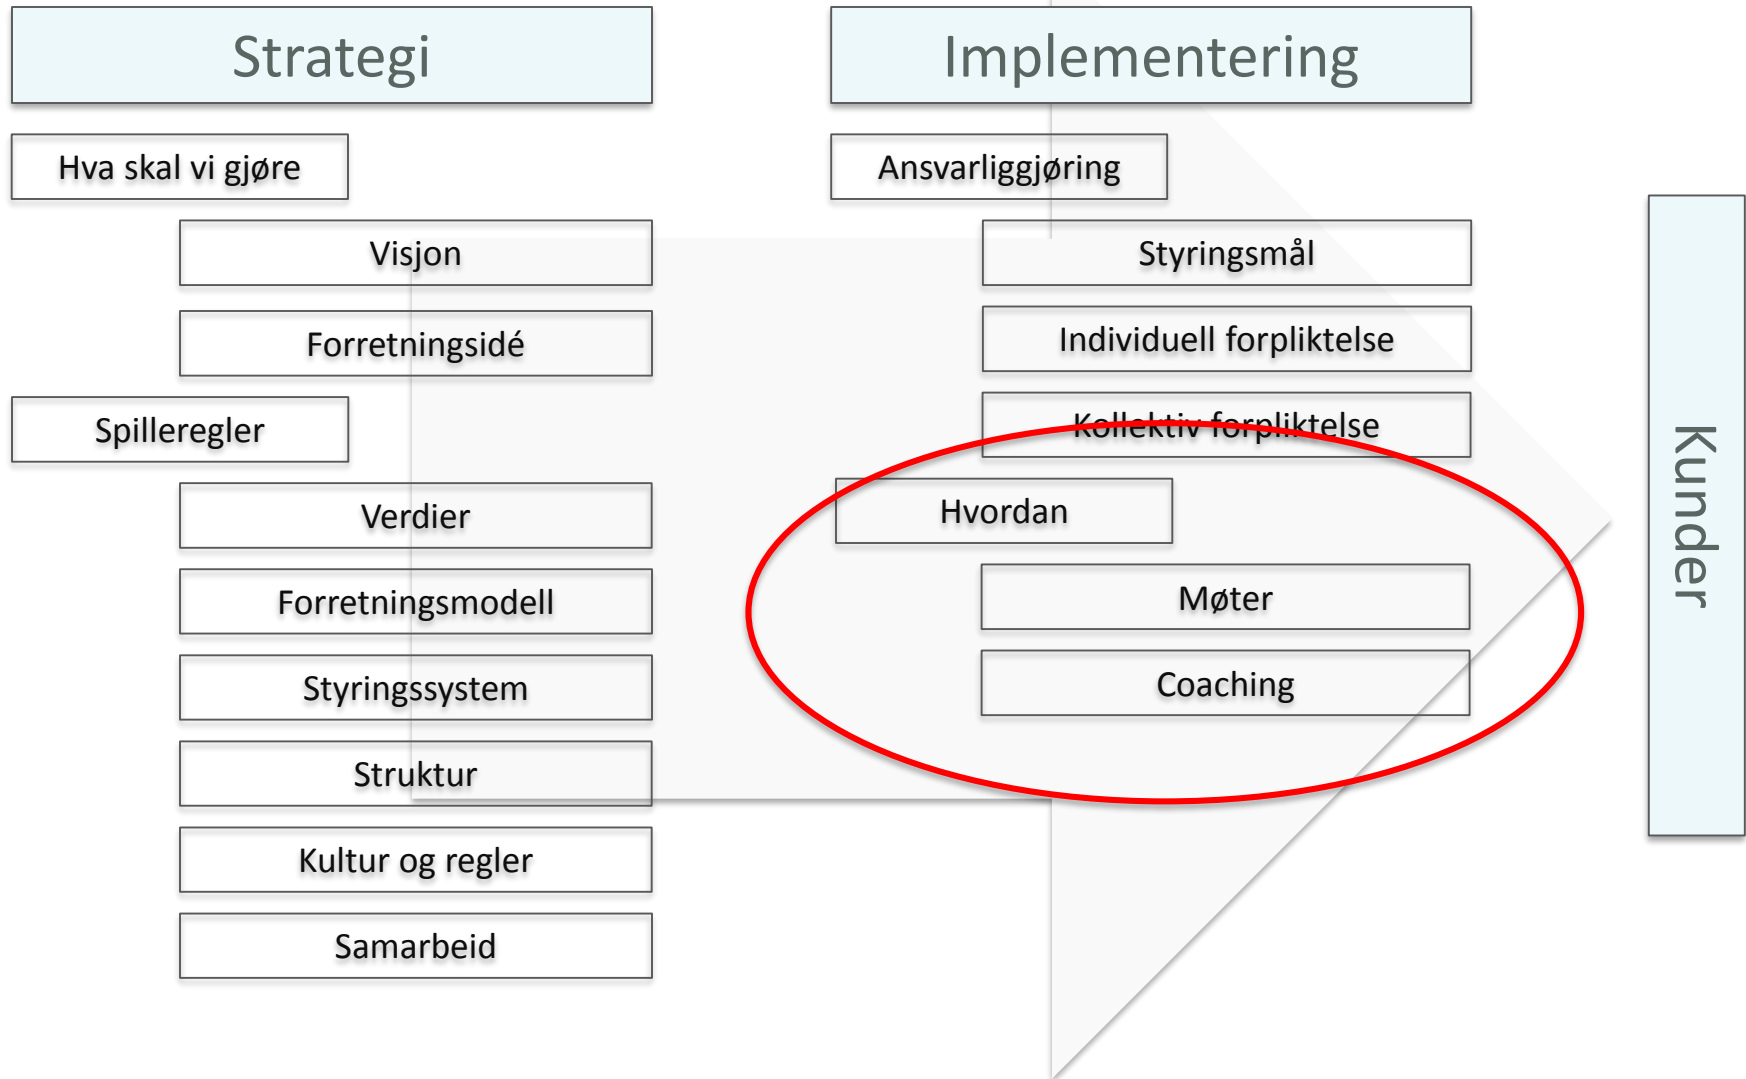 Strategi
Hva skal vi gjøre
Visjon
Forretningsidé
Spilleregler
Verdier
Forretningsmodell
Styringssystem
Struktur
Kultur og regler
Samarbeid
Implementering
Ansvarliggjøring
Styringsmål
Individuell forpliktelse
Kollektiv forpliktelse
Hvordan
Møter
Coaching
Kunder